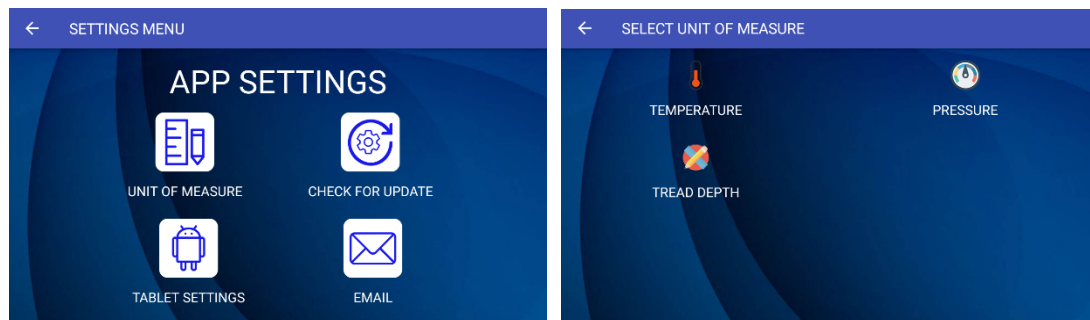 SETTINGS MENU
APP SETTINGS
UNIT OF MEASURE
CHECK FOR UPDATE
TABLET SETTINGS
EMAIL
SELECT UNIT OF MEASURE
TEMPERATURE
PRESSURE
TREAD DEPTH